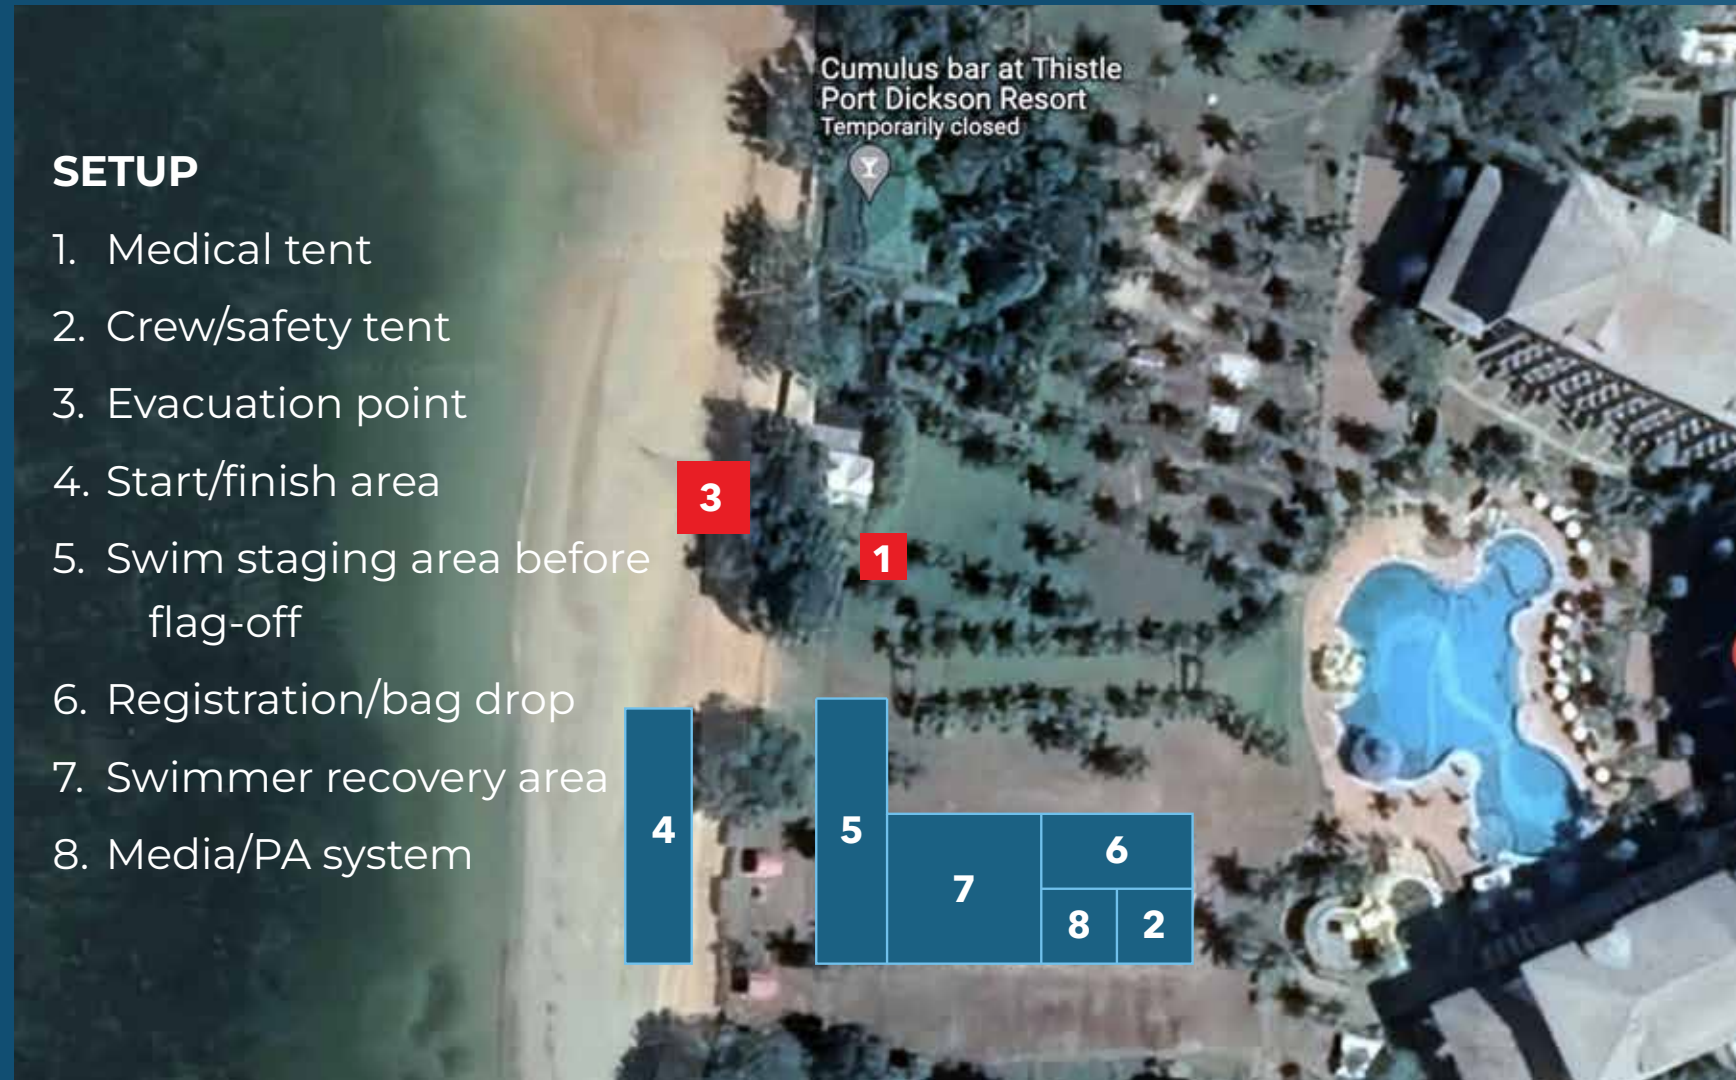 Cumulus bar at Thistle
Port Dickson Resort
Temporarily closed
SETUP
1. Medical tent
2. Crew/safety tent
3. Evacuation point
4. Start/finish area
5. Swim staging area before
flag-off
6. Registration/bag drop
7. Swimmer recovery area
8. Media/PA system
3
1
4
5
6
7
8
2